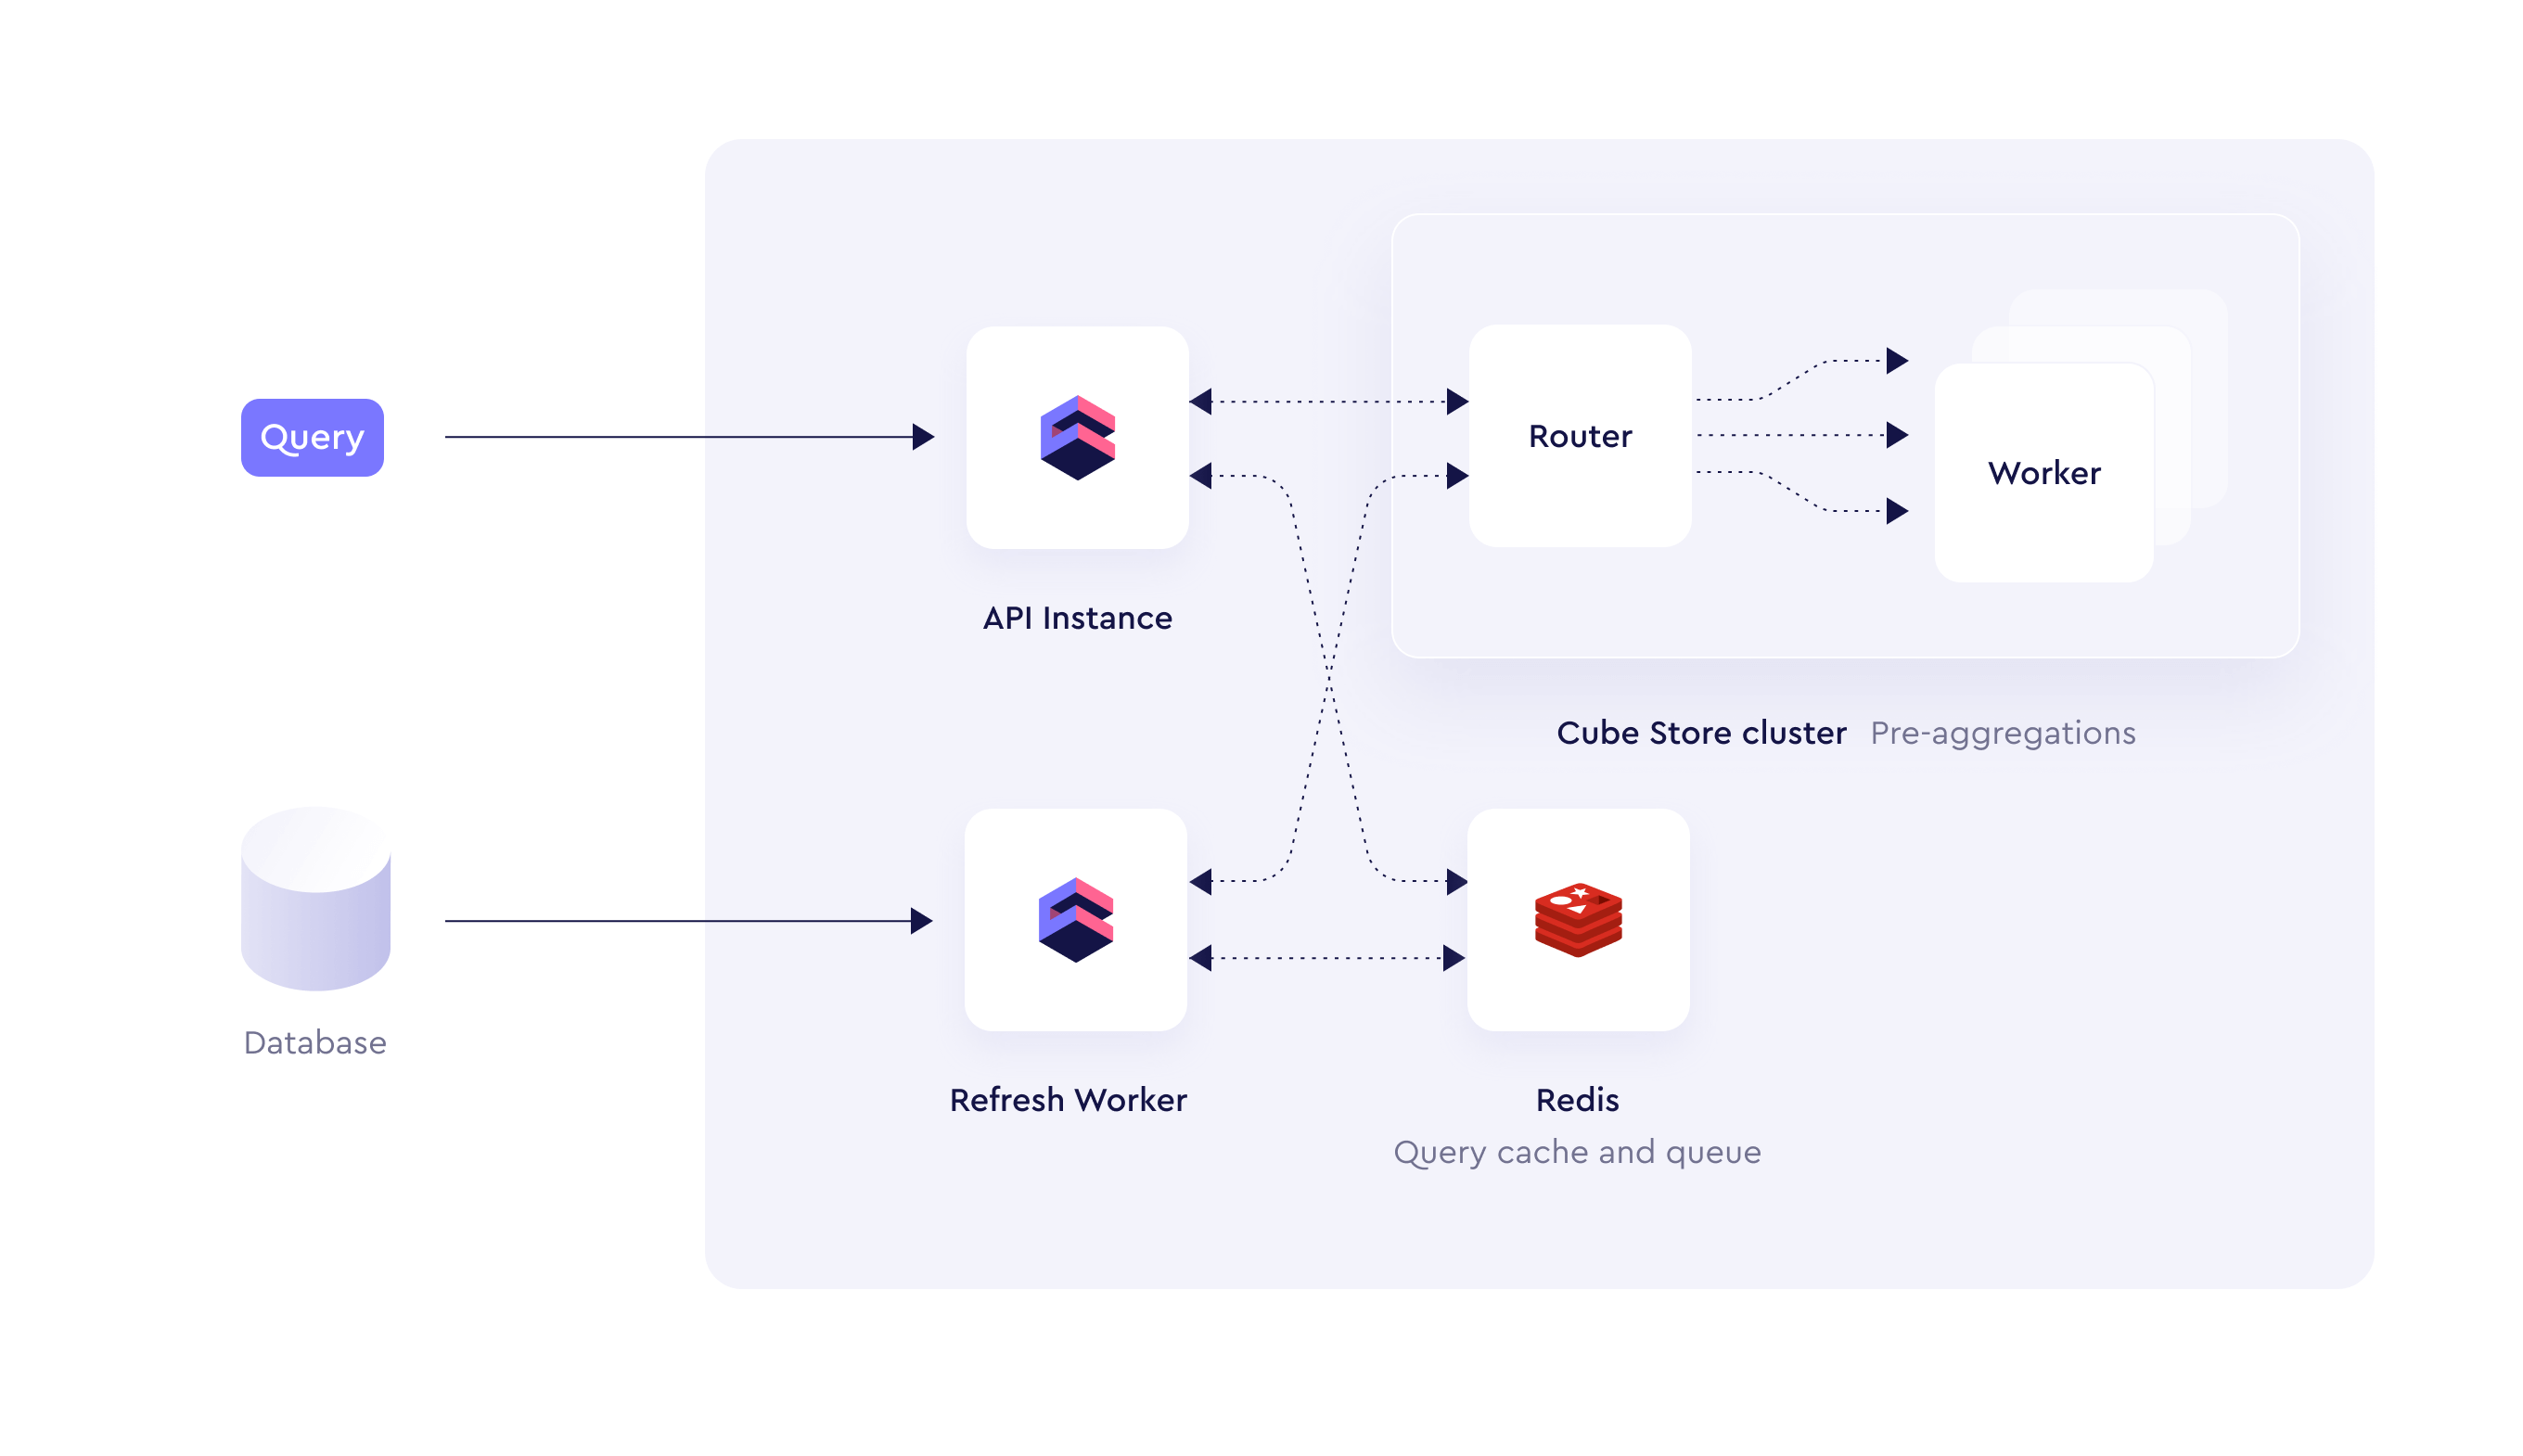 Query
Router
Worker
API Instance
Cube Store cluster Pre-aggregations
Database
Refresh Worker
Redis
Query cache and queue